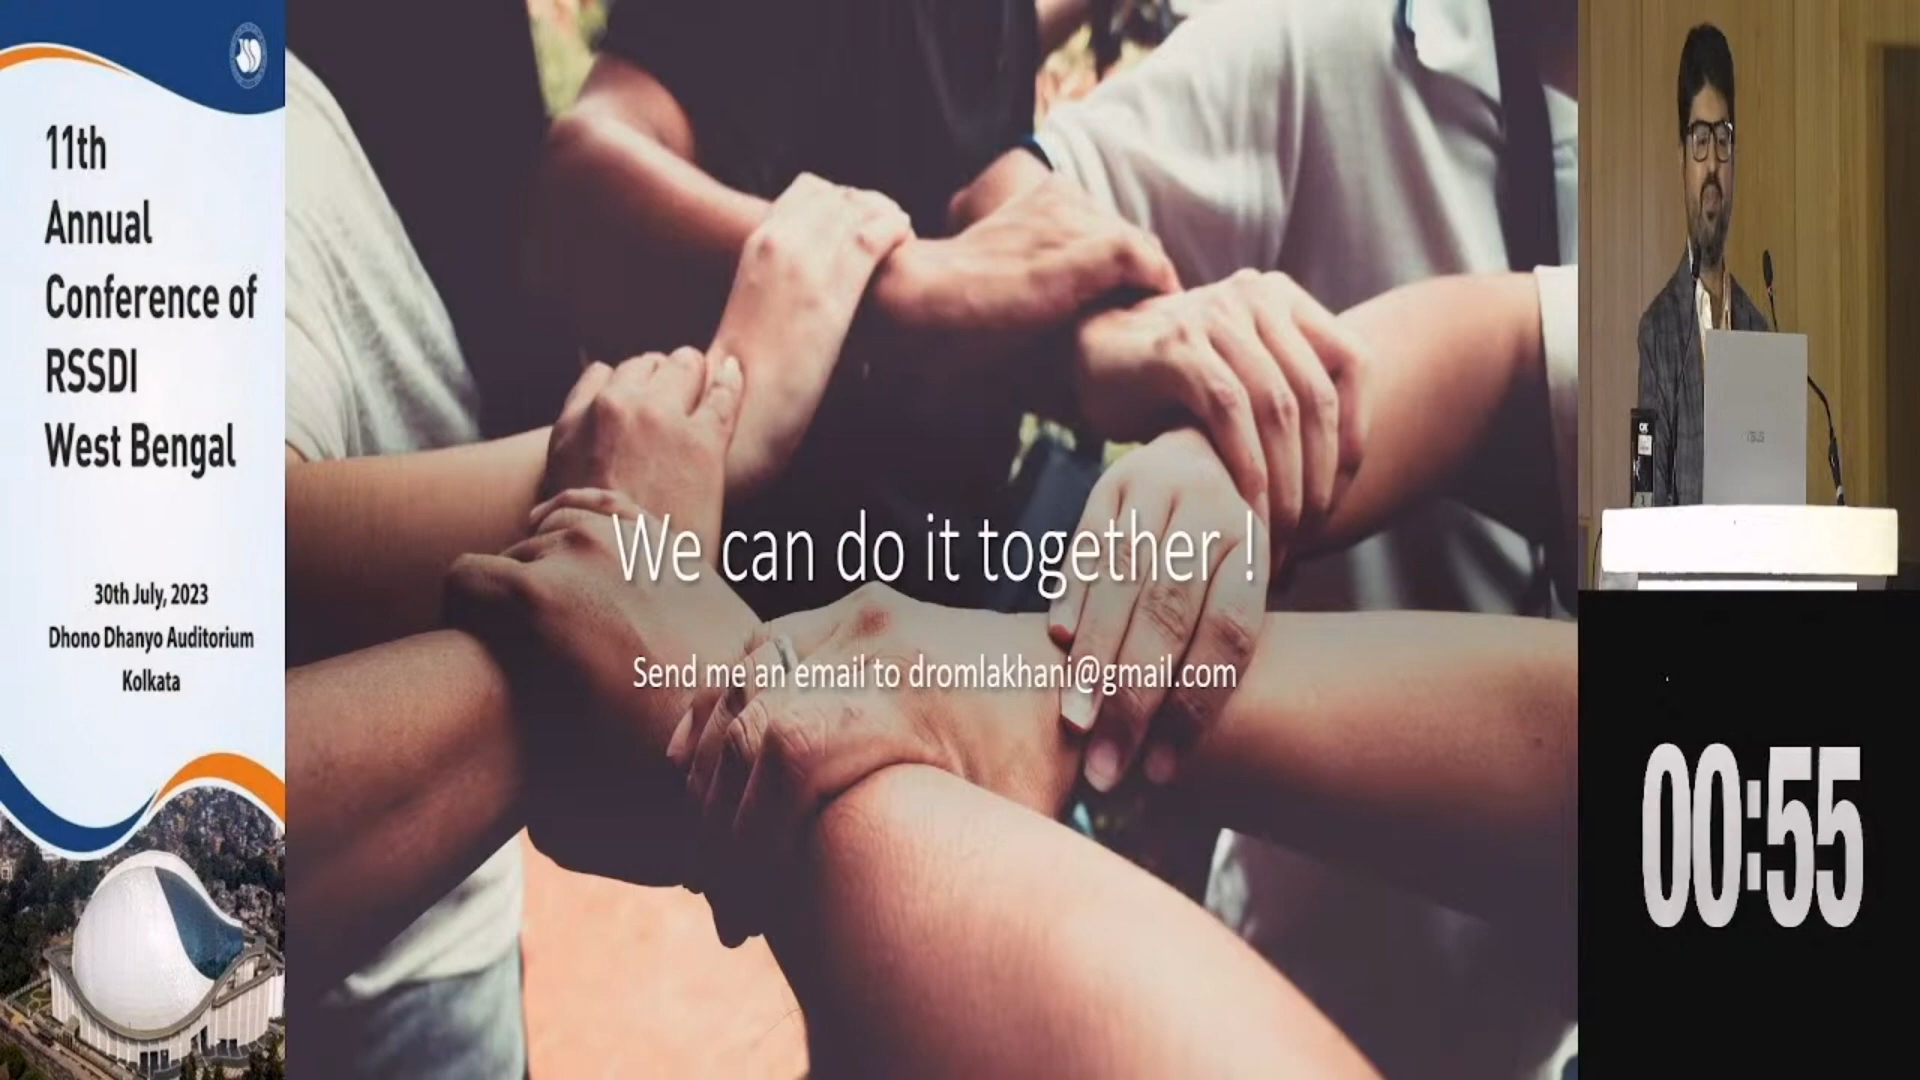 11th
Annual
Conference of
RSSDI
West Bengal
30th July, 2023
Dhono Dhanyo Auditorium
Kolkata
We can do it together !
Send me an email to dromlakhani@gmail.com
00:55